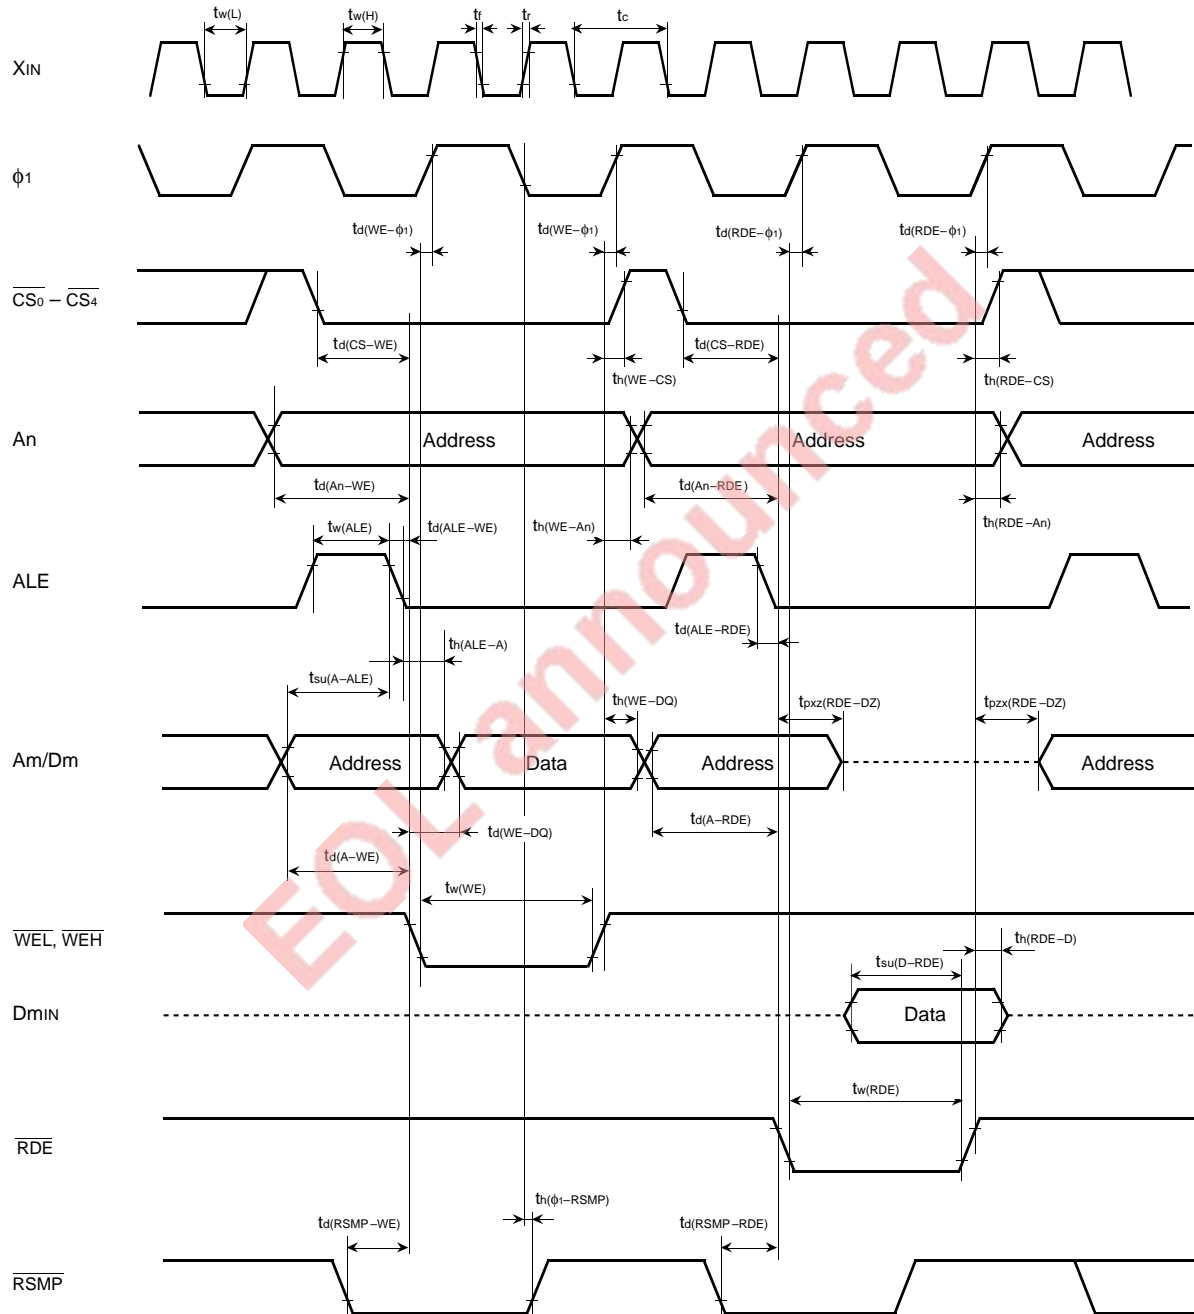 tw(L) tw(H) tf tr tc
XIN
ϕ1
td(WE–ϕ1) td(WE–ϕ1) td(RDE–ϕ1) td(RDE–ϕ1)
CS0 – CS4
td(CS–WE) td(CS–RDE)
th(WE–CS) th(RDE–CS)
An Address Address Address
td(An–WE) td(An–RDE)
tw(ALE) td(ALE–WE) th(WE–An) th(RDE–An)
ALE
td(ALE–RDE)
th(ALE–A)
tsu(A–ALE) th(WE–DQ) tpxz(RDE–DZ) tpzx(RDE–DZ)
Am/Dm Address Data Address Address
td(WE–DQ) td(A–RDE)
td(A–WE)
tw(WE)
WEL, WEH
th(RDE–D)
tsu(D–RDE)
DmIN Data
tw(RDE)
RDE
th(ϕ1–RSMP)
td(RSMP–WE) td(RSMP–RDE)
RSMP
EOL announced